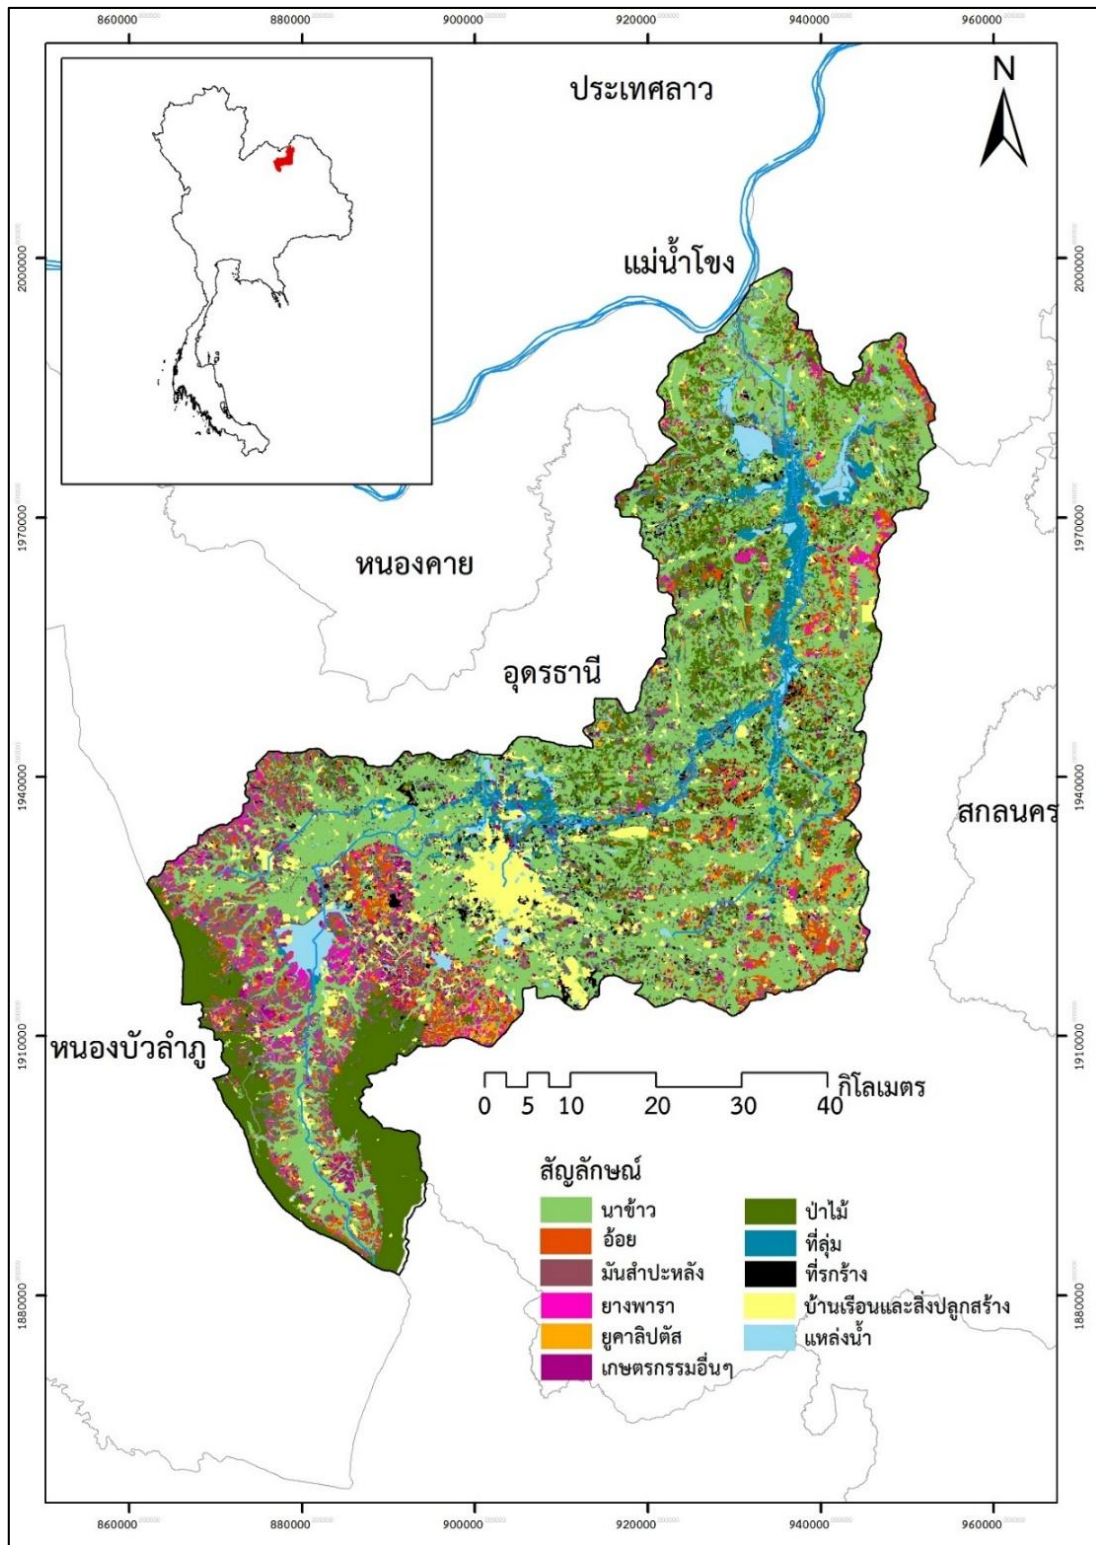 860000 880000 900000 920000 940000 960000
ประเทศลาว
N
แม่น้ำโขง
2000000 2000000
1970000 1970000
หนองคาย
อุดรธานี
1940000 1940000
สกลนคร
หนองบัวลำภู
1910000 1910000
กิโลเมตร
0 5 10 20 30 40
สัญลักษณ์
นาข้าว
อ้อย
มันสำปะหลัง
ยางพารา
ยูคาลิปตัส
เกษตรกรรมอื่นๆ
ป่าไม้
ที่ลุ่ม
ที่รกร้าง
บ้านเรือนและสิ่งปลูกสร้าง
แหล่งน้ำ
1880000 1880000
860000 880000 900000 920000 940000 960000